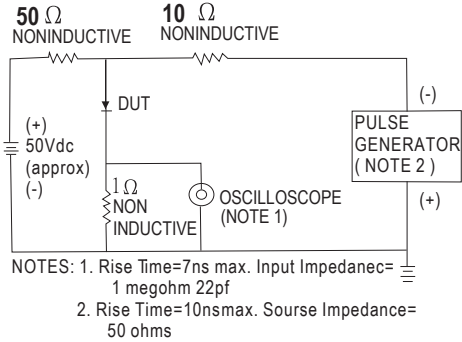 50 Ω
NONINDUCTIVE
10 Ω
NONINDUCTIVE
DUT
(+)
50Vdc
(approx)
(-)
1Ω
NON
INDUCTIVE
OSCILLOSCOPE
(NOTE 1)
(-)
PULSE
GENERATOR
( NOTE 2 )
(+)
NOTES: 1. Rise Time=7ns max. Input Impedanec=
1 megohm 22pf
2. Rise Time=10nsmax. Sourse Impedance=
50 ohms